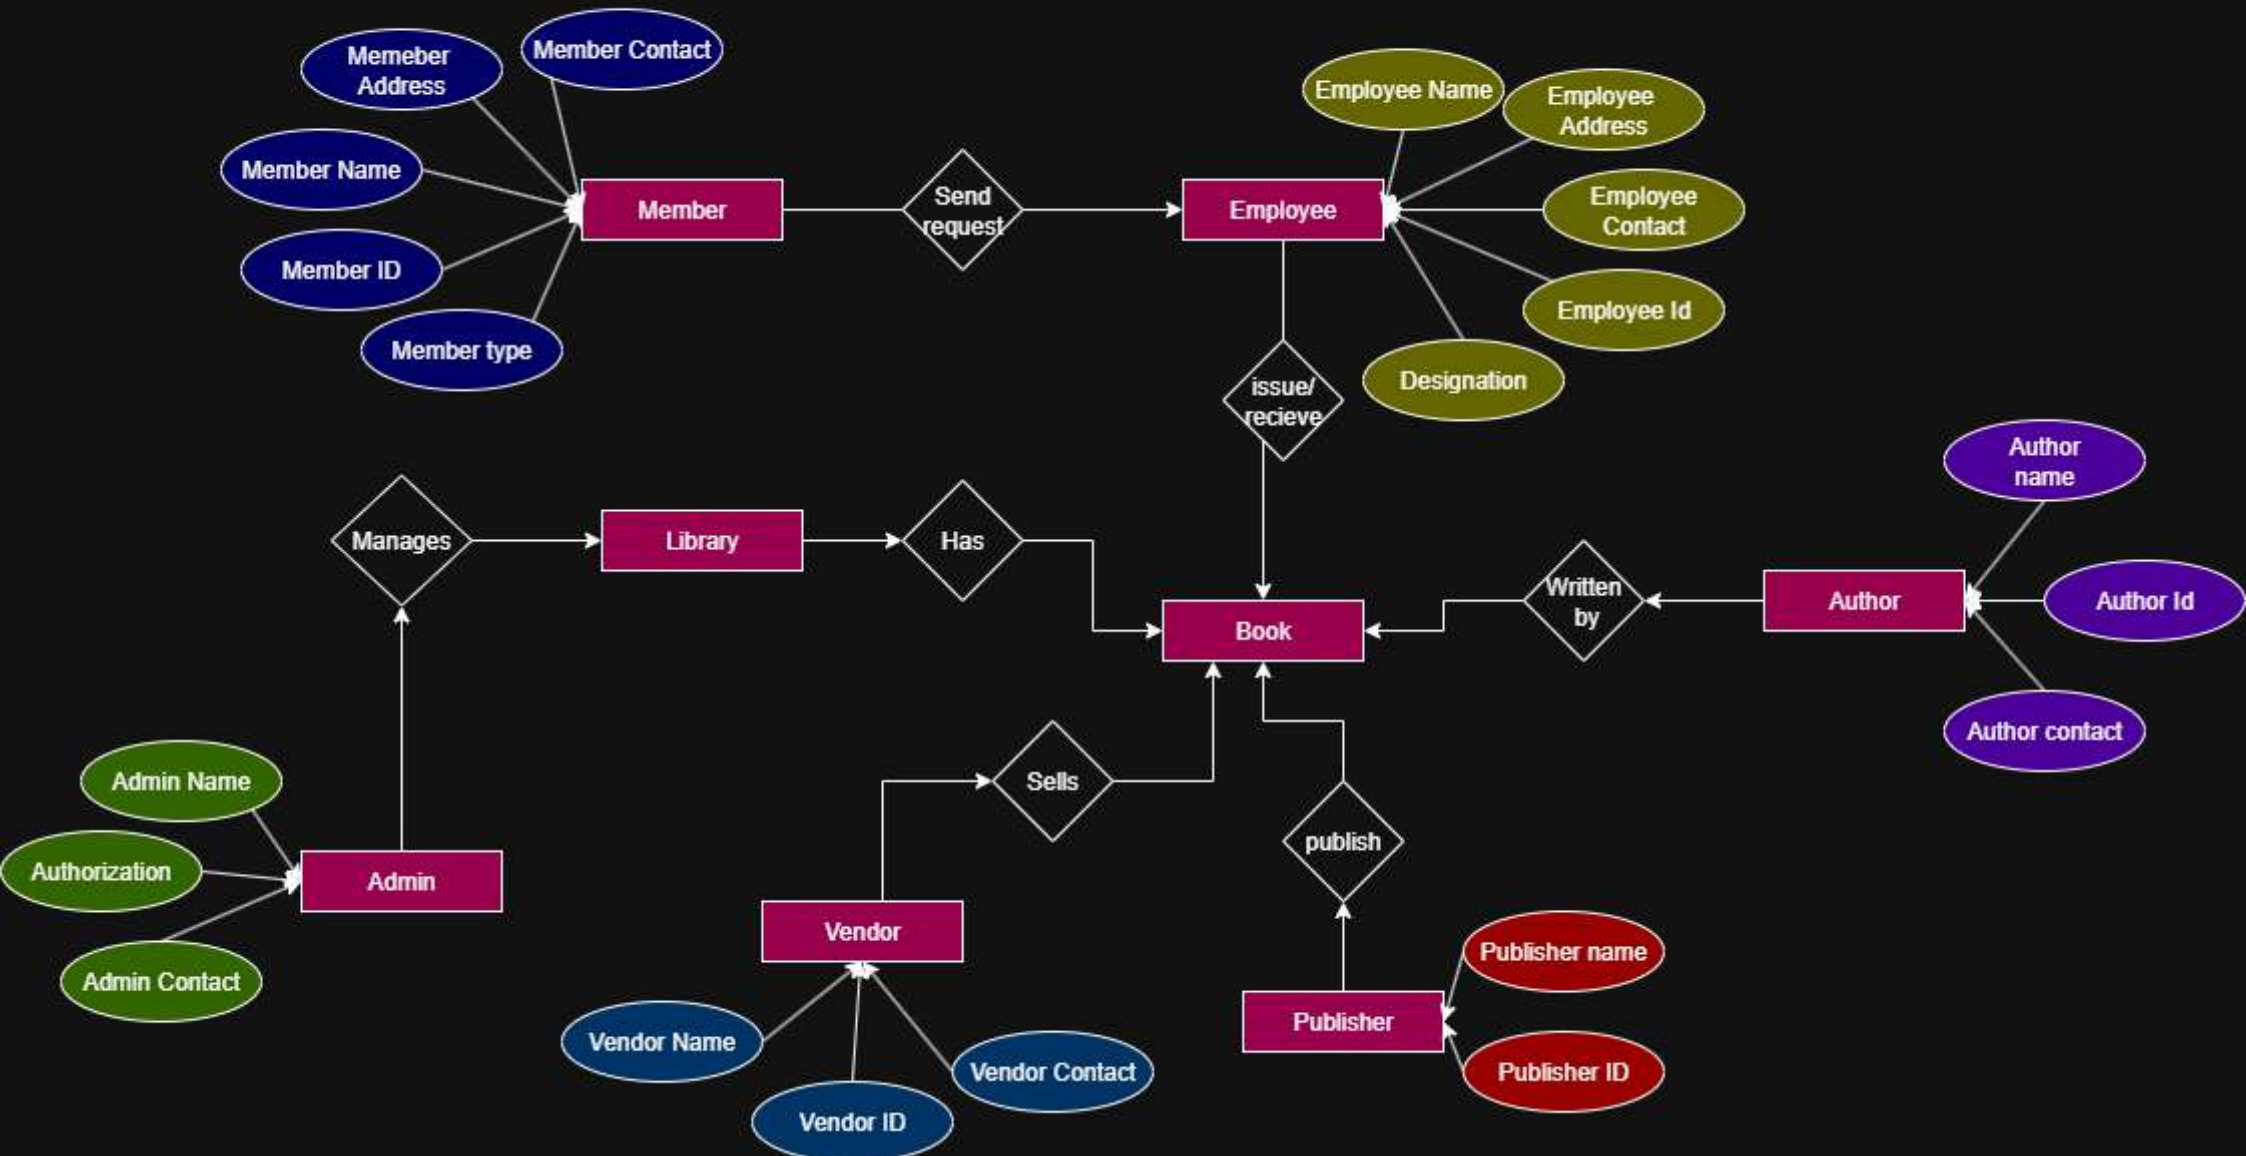 Memeber
Address
Member Contact
Member Name
Member ID
Member type
Member
Send
request
Employee
Employee Name
Employee
Address
Employee
Contact
Employee Id
Designation
issue/
recieve
Manages
Library
Has
Book
Written
by
Author
Author
name
Author Id
Author contact
Admin Name
Authorization
Admin Contact
Admin
Sells
Vendor
Vendor Name
Vendor ID
Vendor Contact
publish
Publisher
Publisher name
Publisher ID